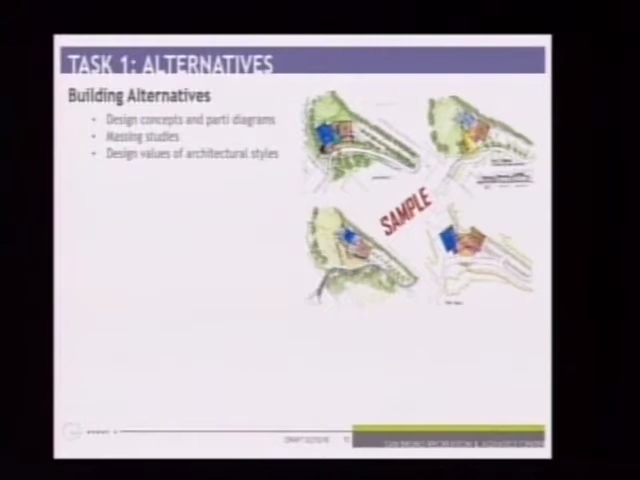 TASK 1: ALTERNATIVES
Building Alternatives
• Design concepts and parti diagrams
• Massing studies
• Design values of architectural styles
SAMPLE